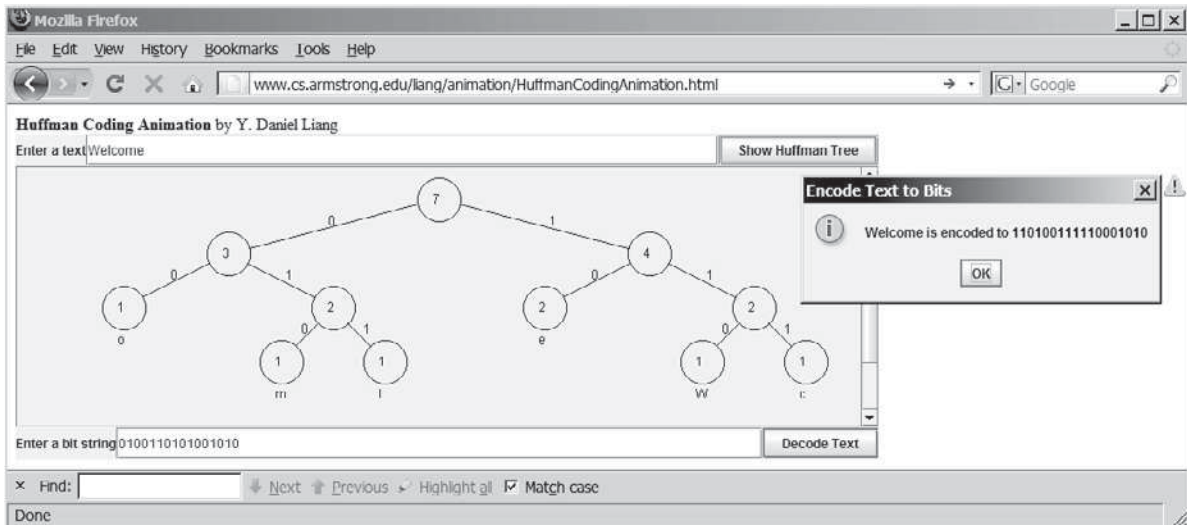 Mozilla Firefox
File Edit View History Bookmarks Tools Help
www.cs.armstrong.edu/liang/animation/HuffmanCodingAnimation.html
Google
Huffman Coding Animation by Y. Daniel Liang
Enter a text Welcome Show Huffman Tree
7
0 1
3 4
0 1 0 1
1 2 2 2
o e
0 1 0 1
1 1 1 1
m l W c
Encode Text to Bits
Welcome is encoded to 110100111110001010
OK
Enter a bit string 0100110101001010 Decode Text
Find: Next Previous Highlight all Match case
Done